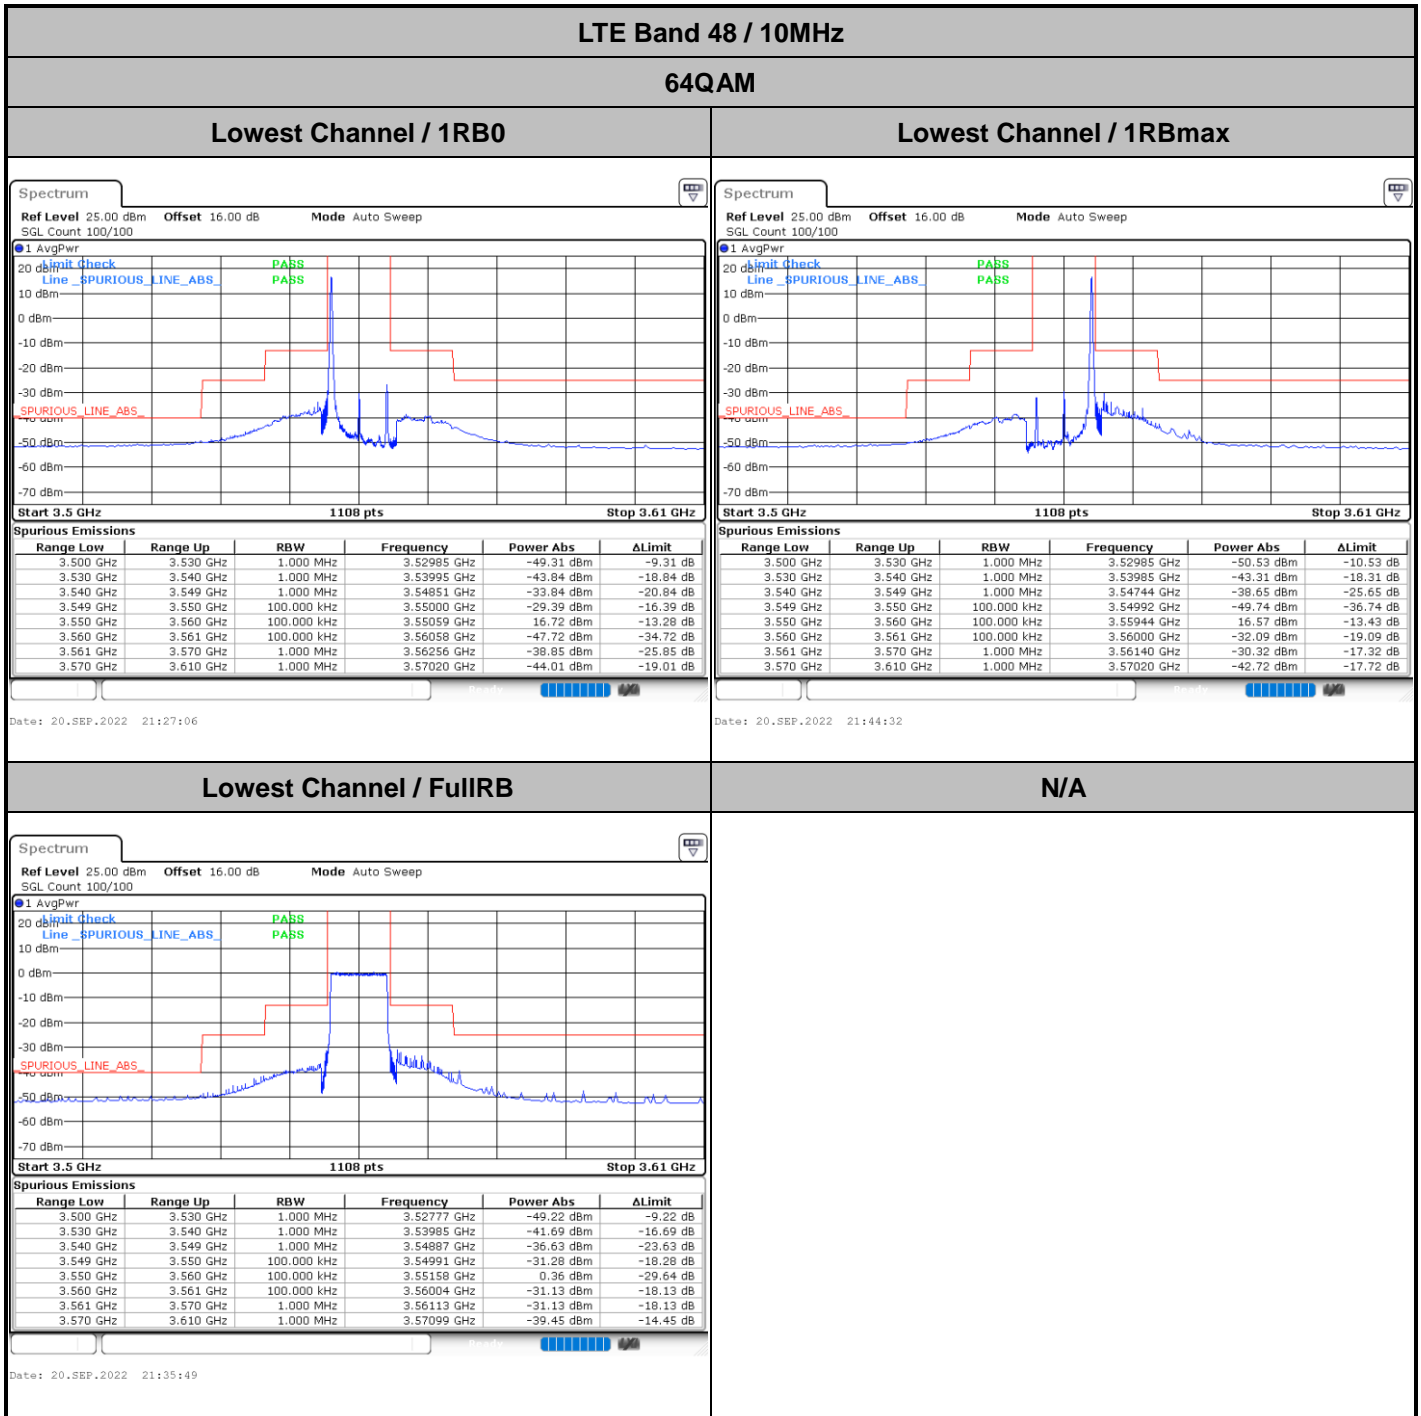 LTE Band 48 / 10MHz
64QAM
Lowest Channel / 1RB0
Lowest Channel / 1RBmax
Spectrum
Ref Level 25.00 dBm Offset 16.00 dB Mode Auto Sweep
SGL Count 100/100
1 AvgPwr
Limit Check PASS
20 dBm
Line _SPURIOUS_LINE_ABS_ PASS
10 dBm
0 dBm
-10 dBm
-20 dBm
-30 dBm
_SPURIOUS_LINE_ABS_
-40 dBm
-50 dBm
-60 dBm
-70 dBm
Start 3.5 GHz 1108 pts Stop 3.61 GHz
Spurious Emissions
Range Low Range Up RBW Frequency Power Abs ΔLimit
3.500 GHz 3.530 GHz 1.000 MHz 3.52985 GHz -49.31 dBm -9.31 dB
3.530 GHz 3.540 GHz 1.000 MHz 3.53995 GHz -43.84 dBm -18.84 dB
3.540 GHz 3.549 GHz 1.000 MHz 3.54851 GHz -33.84 dBm -20.84 dB
3.549 GHz 3.550 GHz 100.000 kHz 3.55000 GHz -29.39 dBm -16.39 dB
3.550 GHz 3.560 GHz 100.000 kHz 3.55059 GHz 16.72 dBm -13.28 dB
3.560 GHz 3.561 GHz 100.000 kHz 3.56058 GHz -47.72 dBm -34.72 dB
3.561 GHz 3.570 GHz 1.000 MHz 3.56256 GHz -38.85 dBm -25.85 dB
3.570 GHz 3.610 GHz 1.000 MHz 3.57020 GHz -44.01 dBm -19.01 dB
Ready
Date: 20.SEP.2022 21:27:06
Spectrum
Ref Level 25.00 dBm Offset 16.00 dB Mode Auto Sweep
SGL Count 100/100
1 AvgPwr
Limit Check PASS
20 dBm
Line _SPURIOUS_LINE_ABS_ PASS
10 dBm
0 dBm
-10 dBm
-20 dBm
-30 dBm
_SPURIOUS_LINE_ABS_
-40 dBm
-50 dBm
-60 dBm
-70 dBm
Start 3.5 GHz 1108 pts Stop 3.61 GHz
Spurious Emissions
Range Low Range Up RBW Frequency Power Abs ΔLimit
3.500 GHz 3.530 GHz 1.000 MHz 3.52985 GHz -50.53 dBm -10.53 dB
3.530 GHz 3.540 GHz 1.000 MHz 3.53985 GHz -43.31 dBm -18.31 dB
3.540 GHz 3.549 GHz 1.000 MHz 3.54744 GHz -38.65 dBm -25.65 dB
3.549 GHz 3.550 GHz 100.000 kHz 3.54992 GHz -49.74 dBm -36.74 dB
3.550 GHz 3.560 GHz 100.000 kHz 3.55944 GHz 16.57 dBm -13.43 dB
3.560 GHz 3.561 GHz 100.000 kHz 3.56000 GHz -32.09 dBm -19.09 dB
3.561 GHz 3.570 GHz 1.000 MHz 3.56140 GHz -30.32 dBm -17.32 dB
3.570 GHz 3.610 GHz 1.000 MHz 3.57020 GHz -42.72 dBm -17.72 dB
Ready
Date: 20.SEP.2022 21:44:32
Lowest Channel / FullRB
N/A
Spectrum
Ref Level 25.00 dBm Offset 16.00 dB Mode Auto Sweep
SGL Count 100/100
1 AvgPwr
Limit Check PASS
20 dBm
Line _SPURIOUS_LINE_ABS_ PASS
10 dBm
0 dBm
-10 dBm
-20 dBm
-30 dBm
_SPURIOUS_LINE_ABS_
-40 dBm
-50 dBm
-60 dBm
-70 dBm
Start 3.5 GHz 1108 pts Stop 3.61 GHz
Spurious Emissions
Range Low Range Up RBW Frequency Power Abs ΔLimit
3.500 GHz 3.530 GHz 1.000 MHz 3.52777 GHz -49.22 dBm -9.22 dB
3.530 GHz 3.540 GHz 1.000 MHz 3.53985 GHz -41.69 dBm -16.69 dB
3.540 GHz 3.549 GHz 1.000 MHz 3.54887 GHz -36.63 dBm -23.63 dB
3.549 GHz 3.550 GHz 100.000 kHz 3.54991 GHz -31.28 dBm -18.28 dB
3.550 GHz 3.560 GHz 100.000 kHz 3.55158 GHz 0.36 dBm -29.64 dB
3.560 GHz 3.561 GHz 100.000 kHz 3.56004 GHz -31.13 dBm -18.13 dB
3.561 GHz 3.570 GHz 1.000 MHz 3.56113 GHz -31.13 dBm -18.13 dB
3.570 GHz 3.610 GHz 1.000 MHz 3.57099 GHz -39.45 dBm -14.45 dB
Ready
Date: 20.SEP.2022 21:35:49